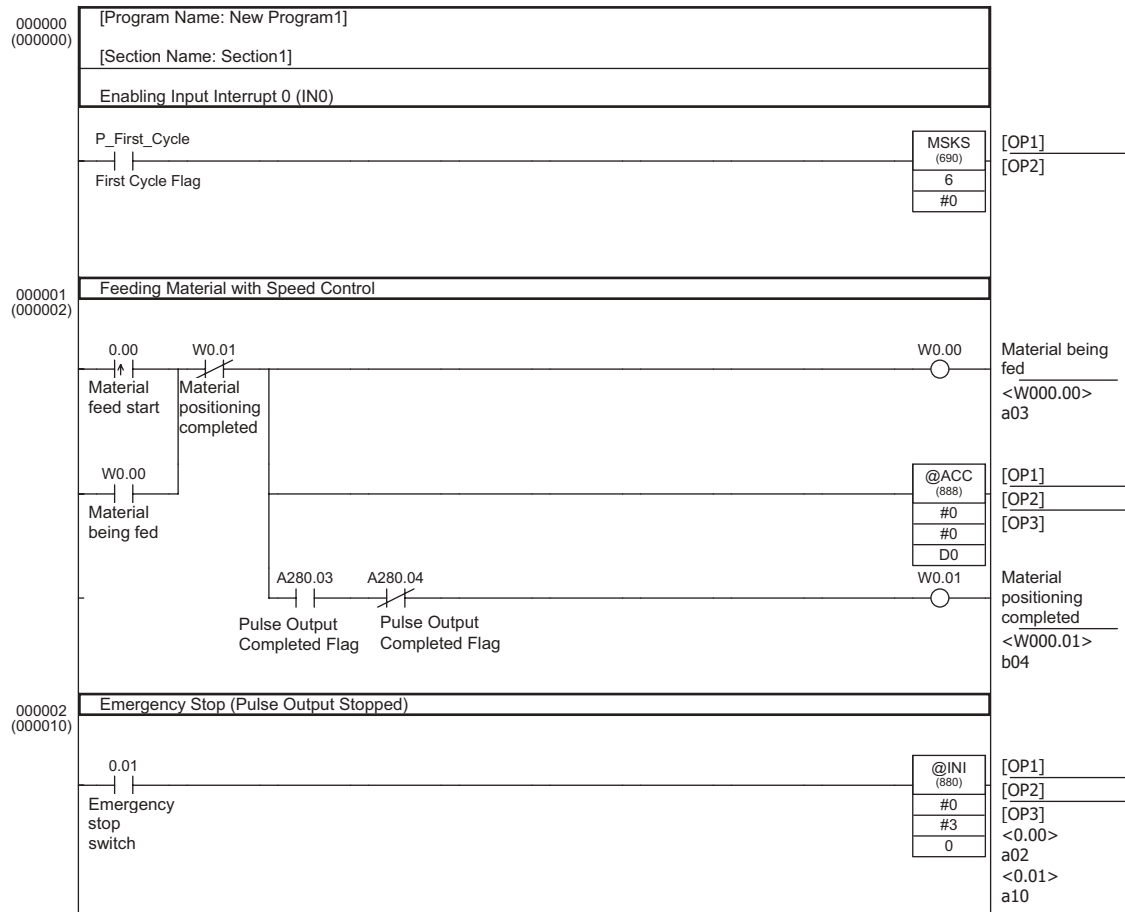 000000
(000000)
[Program Name: New Program1]
[Section Name: Section1]
Enabling Input Interrupt 0 (IN0)
P_First_Cycle
First Cycle Flag
MSKS
(690)
6
#0
[OP1]
[OP2]
000001
(000002)
Feeding Material with Speed Control
0.00
Material
feed start
W0.01
Material
positioning
completed
W0.00
Material being
fed
<W000.00>
a03
W0.00
Material
being fed
@ACC
(888)
#0
#0
D0
[OP1]
[OP2]
[OP3]
A280.03
Pulse Output
Completed Flag
A280.04
Pulse Output
Completed Flag
W0.01
Material
positioning
completed
<W000.01>
b04
000002
(000010)
Emergency Stop (Pulse Output Stopped)
0.01
Emergency
stop
switch
@INI
(880)
#0
#3
0
[OP1]
[OP2]
[OP3]
<0.00>
a02
<0.01>
a10